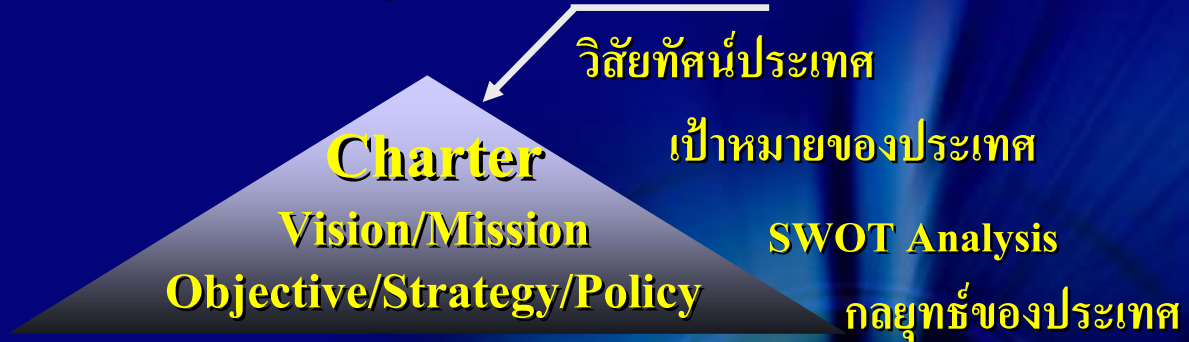 วิสัยทัศน์ประเทศ
เป้าหมายของประเทศ
Charter
Vision/Mission
SWOT Analysis
Objective/Strategy/Policy
กลยุทธ์ของประเทศ